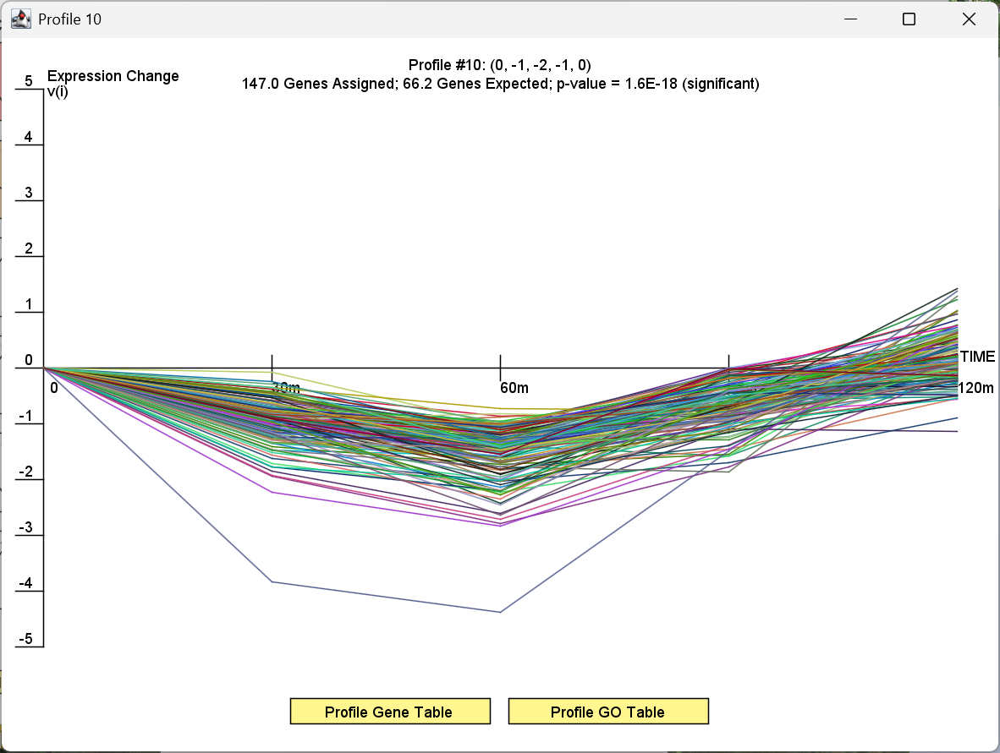 Profile 10
Profile #10: (0, -1, -2, -1, 0)
147.0 Genes Assigned; 66.2 Genes Expected; p-value = 1.6E-18 (significant)
Expression Change
v(i)
5
4
3
2
1
0
-1
-2
-3
-4
-5
TIME
0
30m
60m
120m
Profile Gene Table
Profile GO Table